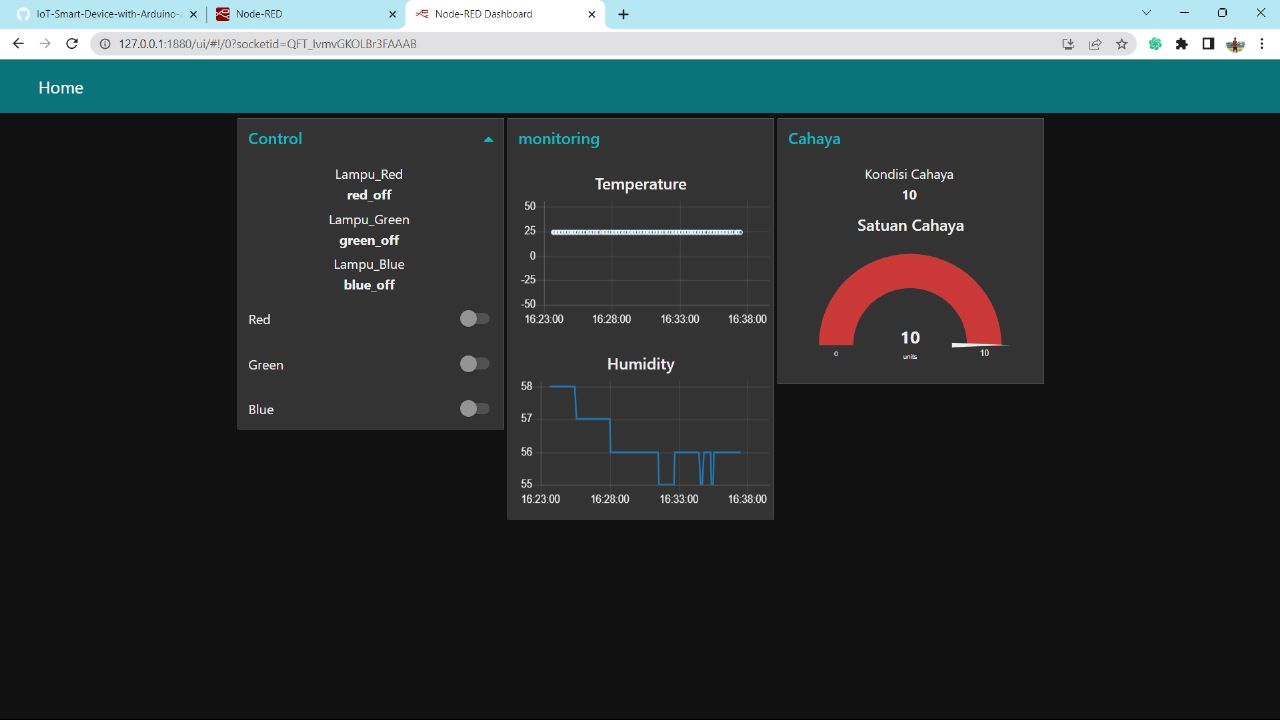 IoT-Smart-Device-with-Arduino-
Node-RED
Node-RED Dashboard
127.0.0.1:1880/ui/#!/0?socketid=QFT_lvmvGKOLBr3FAAAB
Home
Control
Lampu_Red
red_off
Lampu_Green
green_off
Lampu_Blue
blue_off
Red
Green
Blue
monitoring
Temperature
50
25
0
-25
-50
16:23:00 16:28:00 16:33:00 16:38:00
Humidity
58
57
56
55
16:23:00 16:28:00 16:33:00 16:38:00
Cahaya
Kondisi Cahaya
10
Satuan Cahaya
10
units
0 10